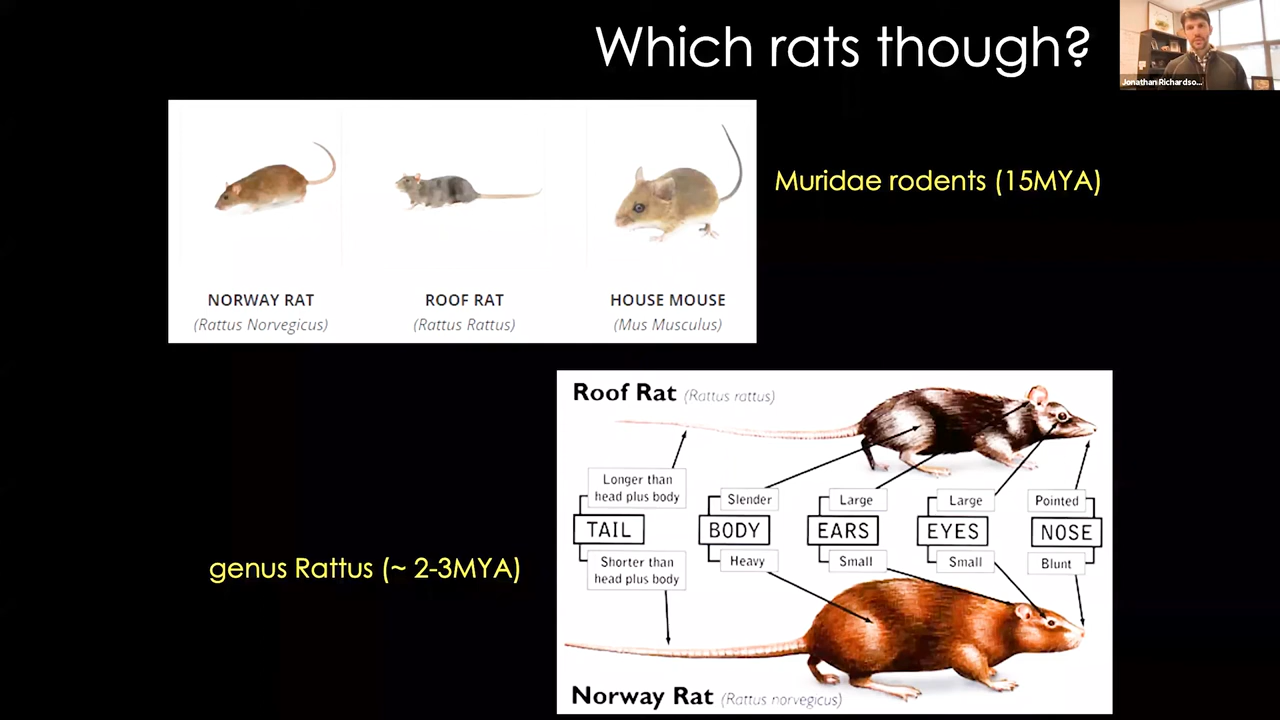 Which rats though?
Jonathan Richardso...
NORWAY RAT
(Rattus Norvegicus)
ROOF RAT
(Rattus Rattus)
HOUSE MOUSE
(Mus Musculus)
Muridae rodents (15MYA)
genus Rattus (~ 2-3MYA)
Roof Rat (Rattus rattus)
Longer than
head plus body
Slender
Large
Large
Pointed
TAIL
BODY
EARS
EYES
NOSE
Shorter than
head plus body
Heavy
Small
Small
Blunt
Norway Rat (Rattus norvegicus)